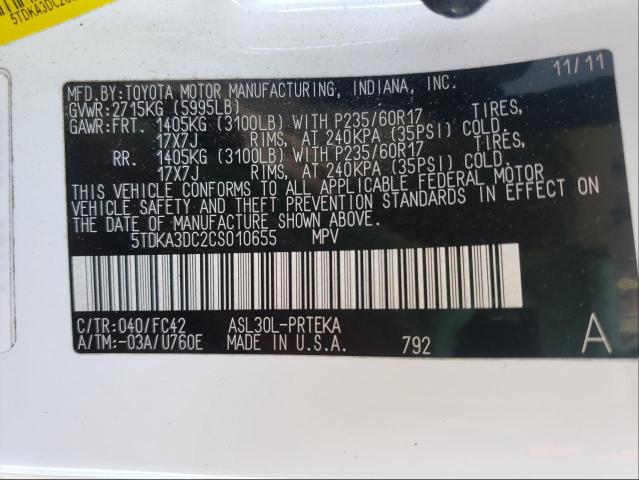 5TDKA3DC2CS
MFD.BY:TOYOTA MOTOR MANUFACTURING, INDIANA, INC. 11/11
GVWR:2715KG (5995LB)
GAWR:FRT. 1405KG (3100LB) WITH P235/60R17 TIRES,
17X7J RIMS, AT 240KPA (35PSI) COLD.
RR. 1405KG (3100LB) WITH P235/60R17 TIRES,
17X7J RIMS, AT 240KPA (35PSI) COLD.
THIS VEHICLE CONFORMS TO ALL APPLICABLE FEDERAL MOTOR
VEHICLE SAFETY AND THEFT PREVENTION STANDARDS IN EFFECT ON
THE DATE OF MANUFACTURE SHOWN ABOVE.
5TDKA3DC2CS010655 MPV
C/TR:040/FC42 ASL30L-PRTEKA
A/TM:-03A/U760E MADE IN U.S.A. 792 A